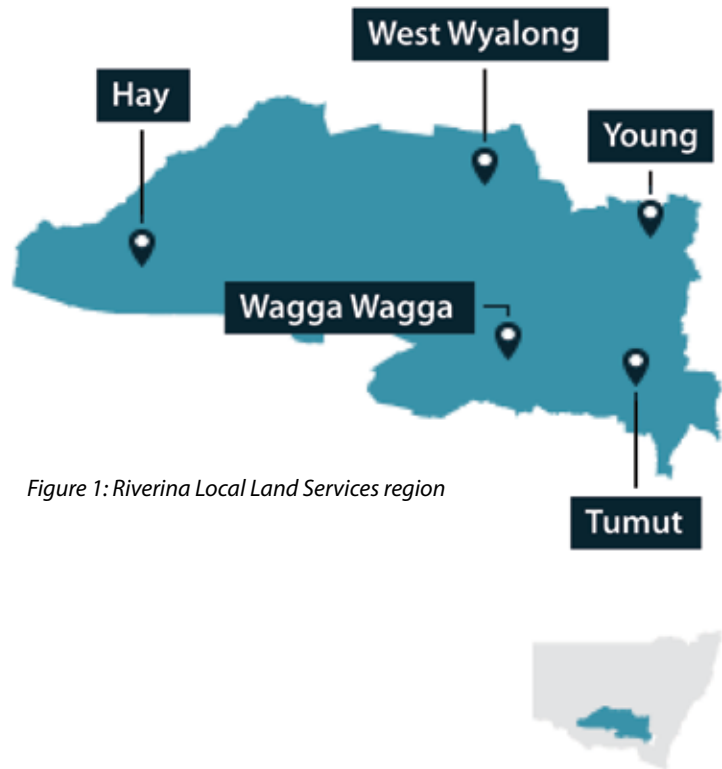 West Wyalong
Hay
Young
Wagga Wagga
Figure 1: Riverina Local Land Services region
Tumut